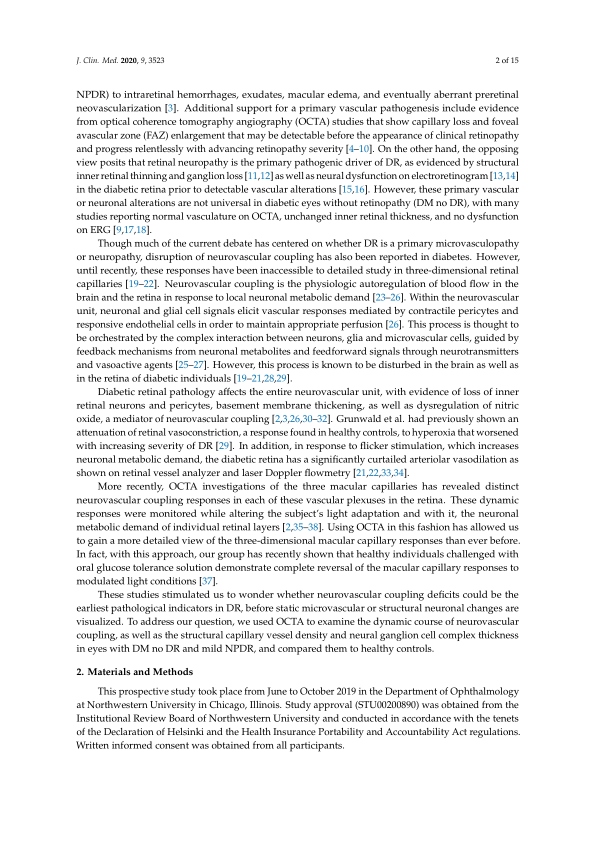 J. Clin. Med. 2020, 9, 3523
2 of 15
NPDR) to intraretinal hemorrhages, exudates, macular edema, and eventually aberrant preretinal
neovascularization [3]. Additional support for a primary vascular pathogenesis include evidence
from optical coherence tomography angiography (OCTA) studies that show capillary loss and foveal
avascular zone (FAZ) enlargement that may be detectable before the appearance of clinical retinopathy
and progress relentlessly with advancing retinopathy severity [4–10]. On the other hand, the opposing
view posits that retinal neuropathy is the primary pathogenic driver of DR, as evidenced by structural
inner retinal thinning and ganglion loss [11,12] as well as neural dysfunction on electroretinogram [13,14]
in the diabetic retina prior to detectable vascular alterations [15,16]. However, these primary vascular
or neuronal alterations are not universal in diabetic eyes without retinopathy (DM no DR), with many
studies reporting normal vasculature on OCTA, unchanged inner retinal thickness, and no dysfunction
on ERG [9,17,18].
Though much of the current debate has centered on whether DR is a primary microvasculopathy
or neuropathy, disruption of neurovascular coupling has also been reported in diabetes. However,
until recently, these responses have been inaccessible to detailed study in three-dimensional retinal
capillaries [19–22]. Neurovascular coupling is the physiologic autoregulation of blood flow in the
brain and the retina in response to local neuronal metabolic demand [23–26]. Within the neurovascular
unit, neuronal and glial cell signals elicit vascular responses mediated by contractile pericytes and
responsive endothelial cells in order to maintain appropriate perfusion [26]. This process is thought to
be orchestrated by the complex interaction between neurons, glia and microvascular cells, guided by
feedback mechanisms from neuronal metabolites and feedforward signals through neurotransmitters
and vasoactive agents [25–27]. However, this process is known to be disturbed in the brain as well as
in the retina of diabetic individuals [19–21,28,29].
Diabetic retinal pathology affects the entire neurovascular unit, with evidence of loss of inner
retinal neurons and pericytes, basement membrane thickening, as well as dysregulation of nitric
oxide, a mediator of neurovascular coupling [2,3,26,30–32]. Grunwald et al. had previously shown an
attenuation of retinal vasoconstriction, a response found in healthy controls, to hyperoxia that worsened
with increasing severity of DR [29]. In addition, in response to flicker stimulation, which increases
neuronal metabolic demand, the diabetic retina has a significantly curtailed arteriolar vasodilation as
shown on retinal vessel analyzer and laser Doppler flowmetry [21,22,33,34].
More recently, OCTA investigations of the three macular capillaries has revealed distinct
neurovascular coupling responses in each of these vascular plexuses in the retina. These dynamic
responses were monitored while altering the subject's light adaptation and with it, the neuronal
metabolic demand of individual retinal layers [2,35–38]. Using OCTA in this fashion has allowed us
to gain a more detailed view of the three-dimensional macular capillary responses than ever before.
In fact, with this approach, our group has recently shown that healthy individuals challenged with
oral glucose tolerance solution demonstrate complete reversal of the macular capillary responses to
modulated light conditions [37].
These studies stimulated us to wonder whether neurovascular coupling deficits could be the
earliest pathological indicators in DR, before static microvascular or structural neuronal changes are
visualized. To address our question, we used OCTA to examine the dynamic course of neurovascular
coupling, as well as the structural capillary vessel density and neural ganglion cell complex thickness
in eyes with DM no DR and mild NPDR, and compared them to healthy controls.
2. Materials and Methods
This prospective study took place from June to October 2019 in the Department of Ophthalmology
at Northwestern University in Chicago, Illinois. Study approval (STU00200890) was obtained from the
Institutional Review Board of Northwestern University and conducted in accordance with the tenets
of the Declaration of Helsinki and the Health Insurance Portability and Accountability Act regulations.
Written informed consent was obtained from all participants.